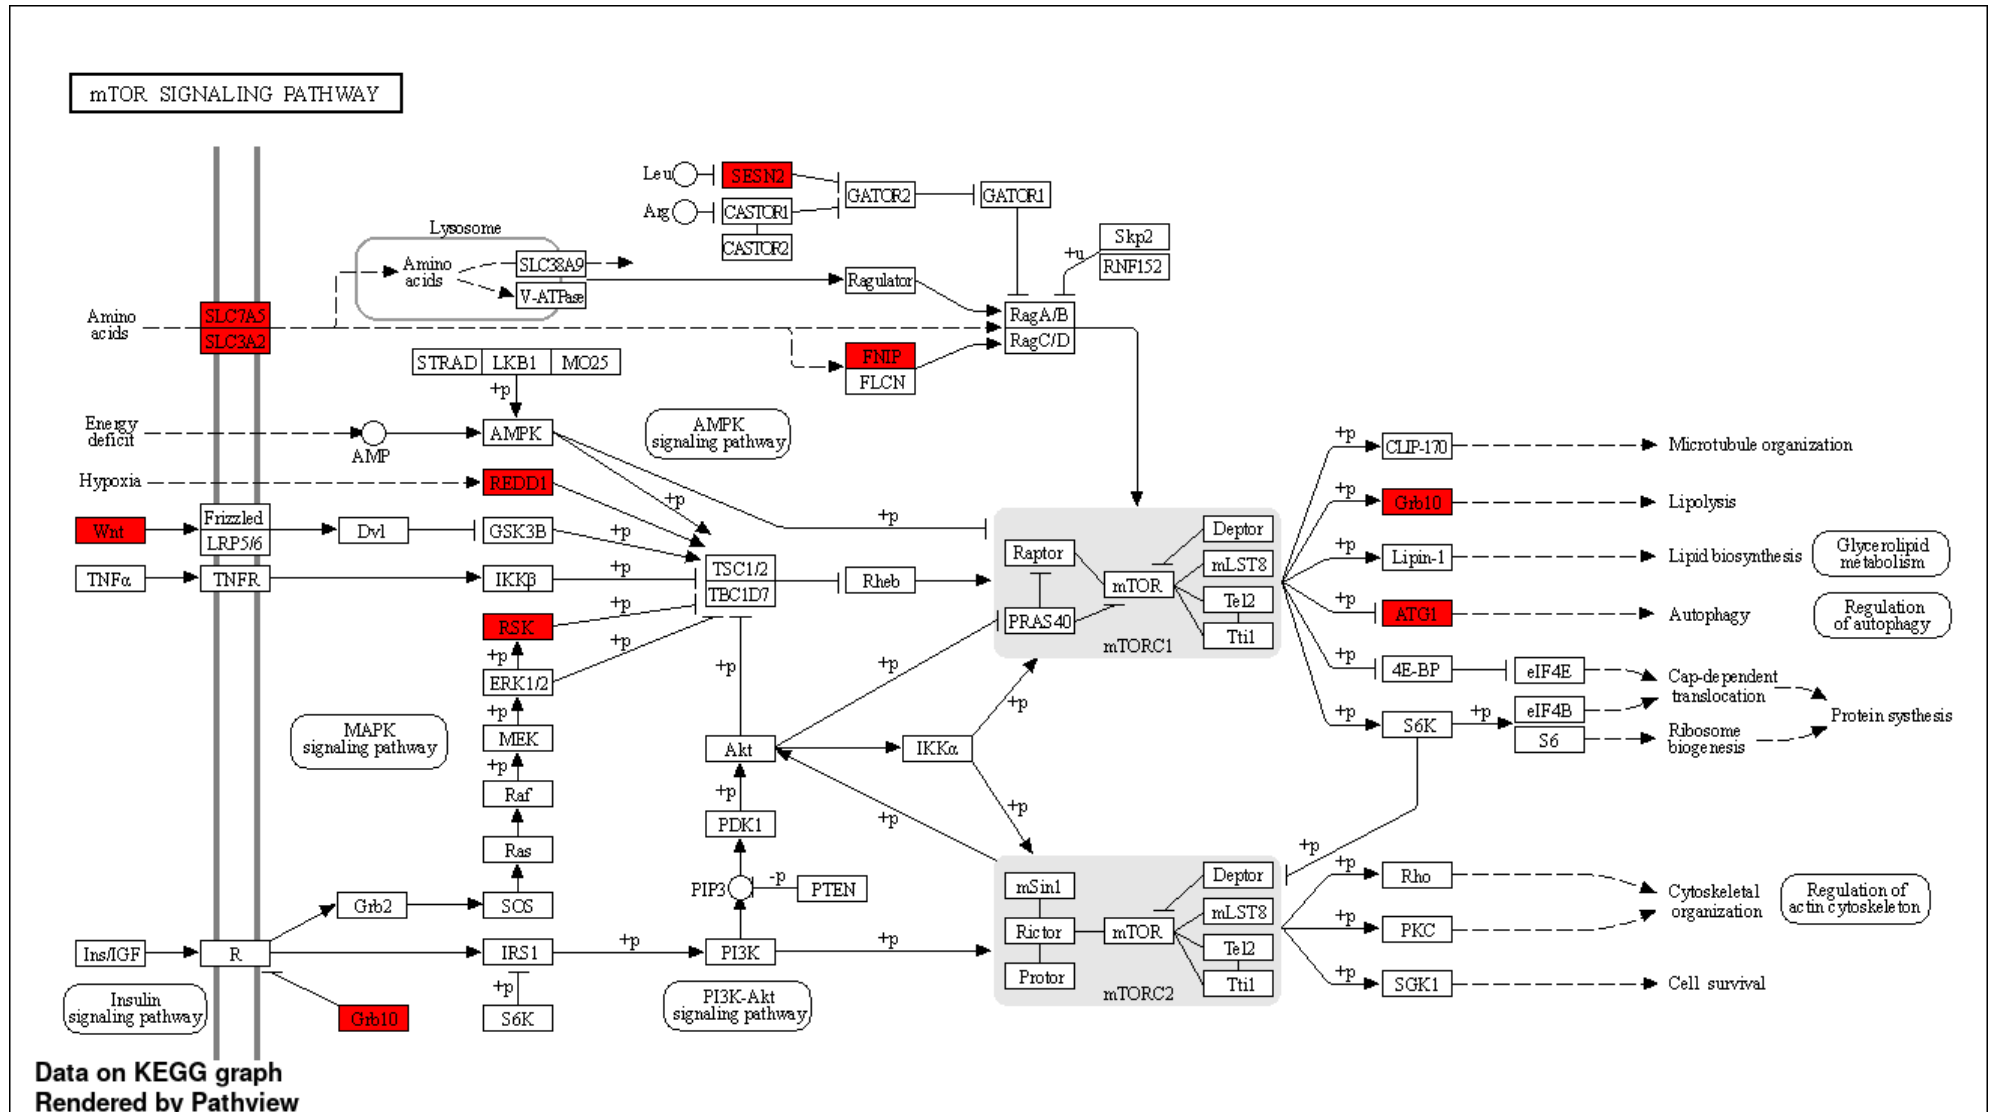 mTOR SIGNALING PATHWAY
Leu
SESN2
GATOR2
GATOR1
Arg
CASTOR1
CASTOR2
Skp2
RNF152
+u
Lysosome
Amino
acids
SLC38A9
V-ATPase
Ragulator
RagA/B
RagC/D
Amino
acids
SLC7A5
SLC3A2
FNIP
FLCN
STRAD
LKB1
MO25
+p
Energy
deficit
AMP
AMPK
AMPK
signaling pathway
Hypoxia
REDD1
+p
+p
Wnt
Frizzled
LRP5/6
Dvl
GSK3B
+p
TNFα
TNFR
IKKβ
+p
TSC1/2
TBC1D7
Rheb
RSK
+p
+p
+p
ERK1/2
+p
MEK
+p
Raf
Ras
SOS
Grb2
MAPK
signaling pathway
+p
Akt
+p
IKKα
+p
+p
+p
+p
PDK1
PIP3
-p
PTEN
Ins/IGF
R
IRS1
+p
PI3K
+p
Insulin
signaling pathway
Grb10
+p
S6K
PI3K-Akt
signaling pathway
Raptor
Deptor
mLST8
mTOR
Tel2
PRAS40
Tti1
mTORC1
mSin1
Deptor
mLST8
Rictor
mTOR
Tel2
Protor
Tti1
mTORC2
+p
CLIP-170
Microtubule organization
+p
Grb10
Lipolysis
+p
Lipin-1
Lipid biosynthesis
Glycerolipid
metabolism
+p
ATG1
Autophagy
Regulation
of autophagy
+p
4E-BP
eIF4E
Cap-dependent
translocation
+p
S6K
+p
eIF4B
S6
Ribosome
biogenesis
Protein systhesis
+p
+p
Rho
Cytoskeletal
organization
Regulation of
actin cytoskeleton
+p
PKC
+p
SGK1
Cell survival
Data on KEGG graph
Rendered by Pathview